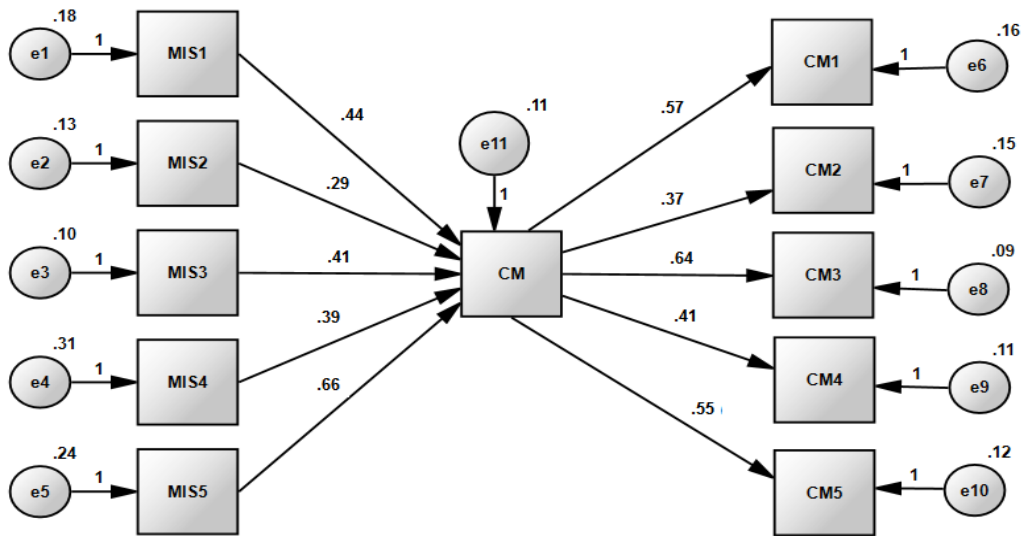 .18
e1
1
MIS1
.44
.13
e2
1
MIS2
.29
.10
e3
1
MIS3
.41
.31
e4
1
MIS4
.39
.24
e5
1
MIS5
.66
.11
e11
1
CM
.57
CM1
1
.16
e6
.37
CM2
1
.15
e7
.64
CM3
1
.09
e8
.41
CM4
1
.11
e9
.55
CM5
1
.12
e10